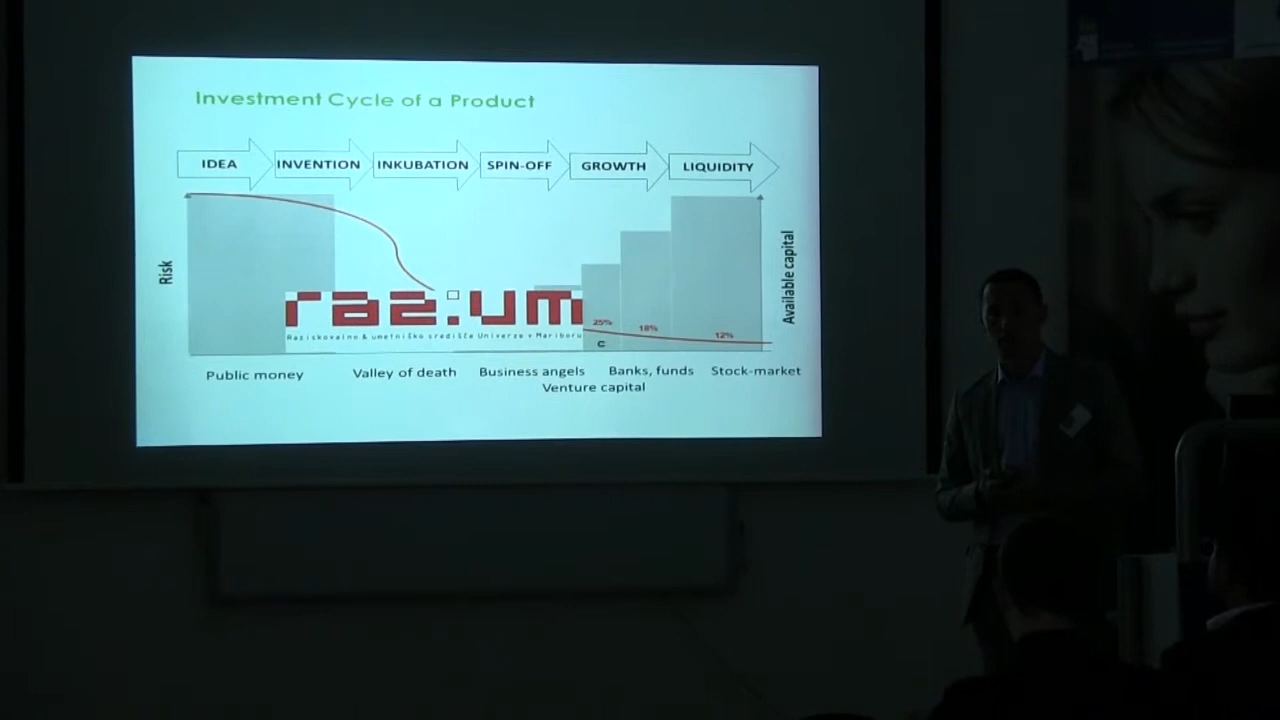 Investment Cycle of a Product
IDEA INVENTION INKUBATION SPIN-OFF GROWTH LIQUIDITY
Risk
Available capital
raz:um
Raziskovalno & umetniško središče Univerze v Mariboru
25% 18% 12%
C
Public money Valley of death Business angels Banks, funds Stock-market
Venture capital